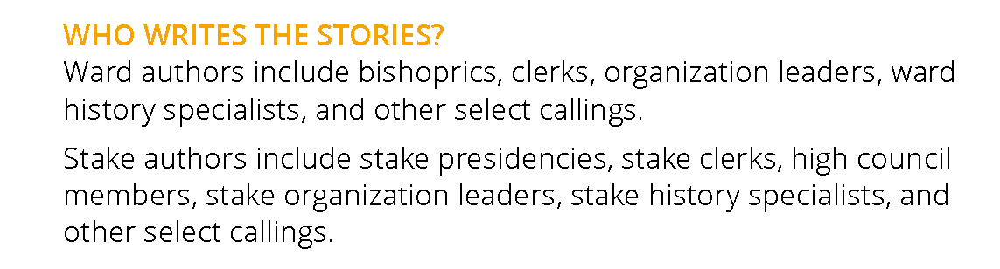 WHO WRITES THE STORIES?
Ward authors include bishoprics, clerks, organization leaders, ward
history specialists, and other select callings.
Stake authors include stake presidencies, stake clerks, high council
members, stake organization leaders, stake history specialists, and
other select callings.